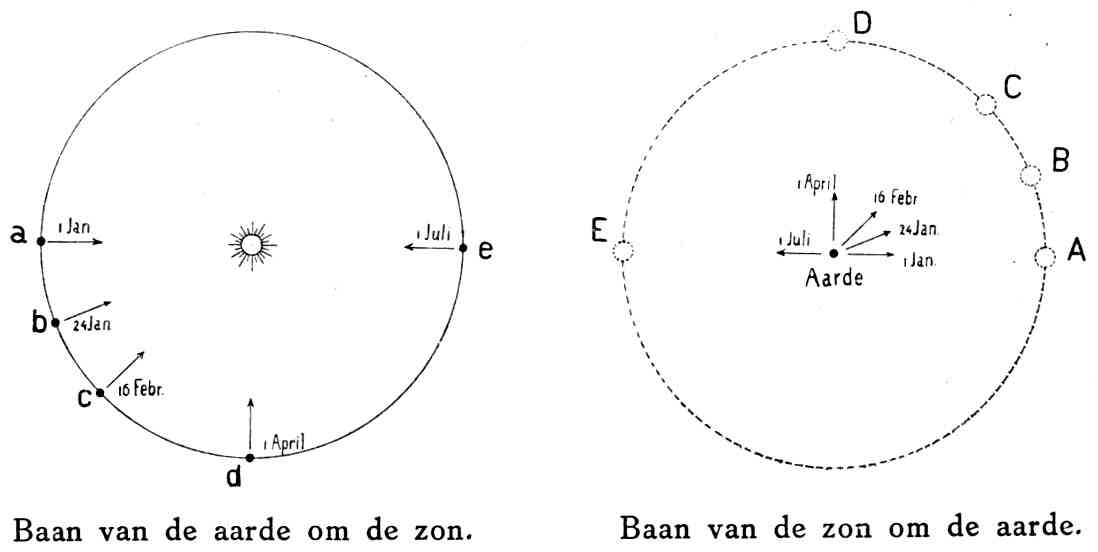 a
1 Jan
b
24 Jan
c
16 Febr.
d
1 April
1 Juli
e
Baan van de aarde om de zon.
D
C
B
A
E
1 April
16 Febr
24 Jan.
1 Jan.
1 Juli
Aarde
Baan van de zon om de aarde.